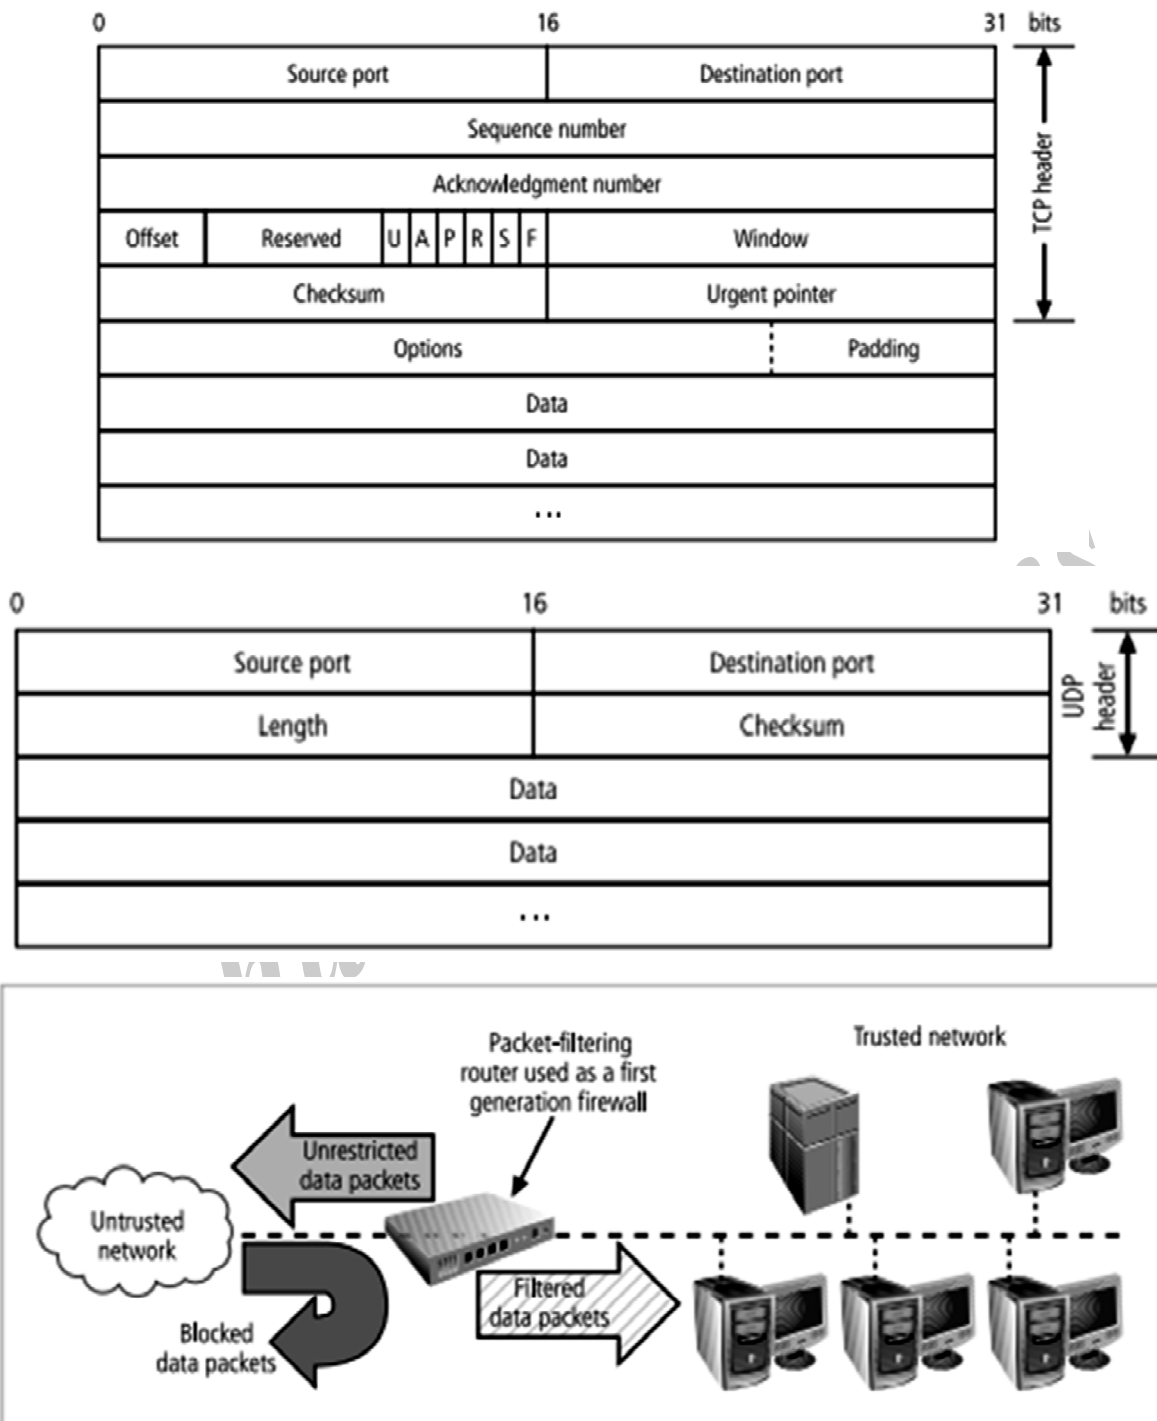 0 16 31 bits
Source port Destination port
Sequence number
Acknowledgment number
Offset Reserved U A P R S F Window
Checksum Urgent pointer
Options Padding
Data
Data
...
TCP header
0 16 31 bits
Source port Destination port
Length Checksum
Data
Data
...
UDP
header
Packet-filtering
router used as a first
generation firewall
Trusted network
Unrestricted
data packets
Untrusted
network
Filtered
data packets
Blocked
data packets